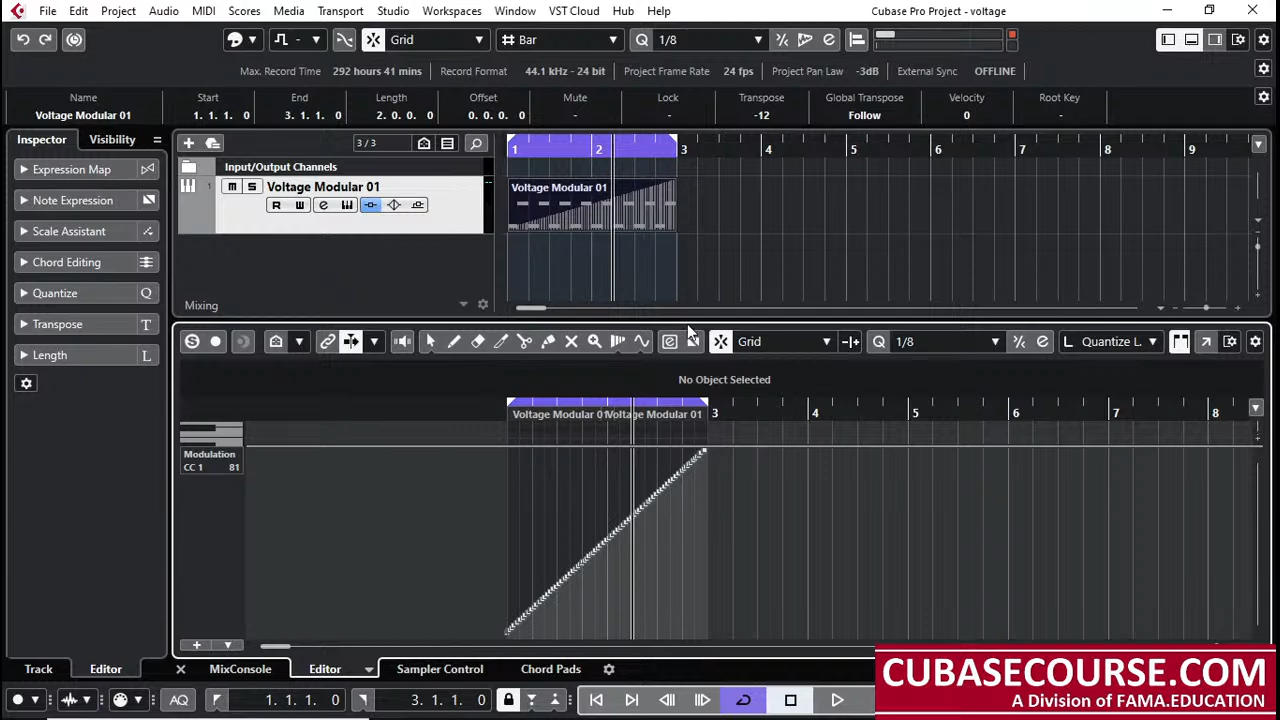 File Edit Project Audio MIDI Scores Media Transport Studio Workspaces Window VST Cloud Hub Help Cubase Pro Project - voltage
- Grid Bar 1/8
Max. Record Time 292 hours 41 mins Record Format 44.1 kHz - 24 bit Project Frame Rate 24 fps Project Pan Law -3dB External Sync OFFLINE
Name Start End Length Offset Mute Lock Transpose Global Transpose Velocity Root Key
Voltage Modular 01 1. 1. 1. 0 3. 1. 1. 0 2. 0. 0. 0 0. 0. 0. 0 - - -12 Follow 0 -
Inspector Visibility 3 / 3 1 2 3 4 5 6 7 8 9
Expression Map Input/Output Channels
1 m S Voltage Modular 01 Voltage Modular 01
Note Expression R W e
Scale Assistant
Chord Editing
Quantize Q
Mixing
Transpose T
Length L
S Grid Q 1/8 e L Quantize L.
No Object Selected
Voltage Modular 01 Voltage Modular 01 3 4 5 6 7 8
Modulation
CC 1 81
Track Editor MixConsole Editor Sampler Control Chord Pads
AQ 1. 1. 1. 0 3. 1. 1. 0
CUBASECOURSE.COM
A Division of FAMA.EDUCATION